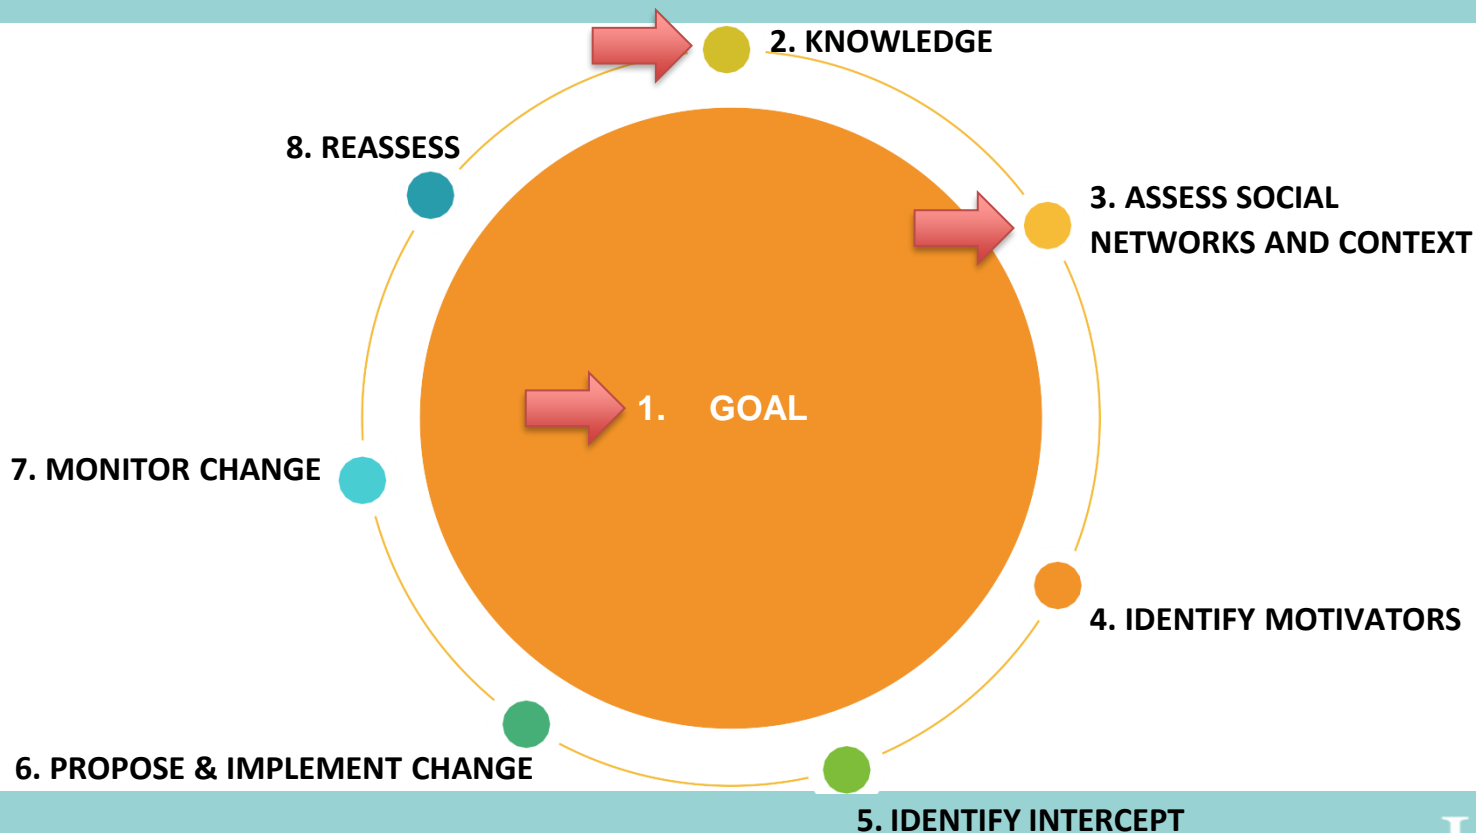 2. KNOWLEDGE
8. REASSESS
3. ASSESS SOCIAL
NETWORKS AND CONTEXT
1. GOAL
7. MONITOR CHANGE
4. IDENTIFY MOTIVATORS
6. PROPOSE & IMPLEMENT CHANGE
5. IDENTIFY INTERCEPT